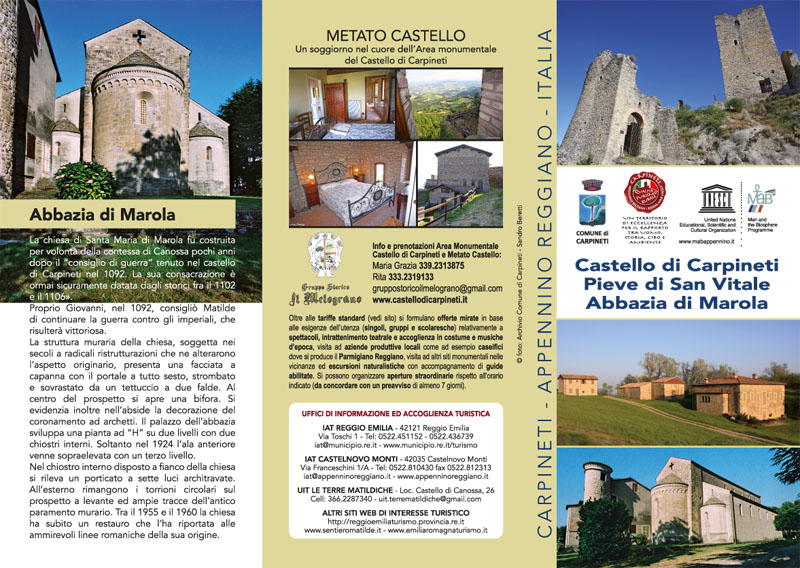 Abbazia di Marola
La chiesa di Santa Maria di Marola fu costruita
per volontà della contessa di Canossa pochi anni
dopo il "consiglio di guerra" tenuto nel castello
di Carpineti nel 1092. La sua consacrazione è
ormai sicuramente datata dagli storici tra il 1102
e il 1106».
Proprio Giovanni, nel 1092, consigliò Matilde
di continuare la guerra contro gli imperiali, che
risulterà vittoriosa.
La struttura muraria della chiesa, soggetta nei
secoli a radicali ristrutturazioni che ne alterarono
l'aspetto originario, presenta una facciata a
capanna con il portale a tutto sesto, strombato
e sovrastato da un tettuccio a due falde. Al
centro del prospetto si apre una bifora. Si
evidenzia inoltre nell'abside la decorazione del
coronamento ad archetti. Il palazzo dell'abbazia
sviluppa una pianta ad "H" su due livelli con due
chiostri interni. Soltanto nel 1924 l'ala anteriore
venne sopraelevata con un terzo livello.
Nel chiostro interno disposto a fianco della chiesa
si rileva un porticato a sette luci architravate.
All'esterno rimangono i torrioni circolari sul
prospetto a levante ed ampie tracce dell'antico
paramento murario. Tra il 1955 e il 1960 la chiesa
ha subito un restauro che l'ha riportata alle
ammirevoli linee romaniche della sua origine.
METATO CASTELLO
Un soggiorno nel cuore dell'Area monumentale
del Castello di Carpineti
Gruppo Storico
Il Melograno
Info e prenotazioni Area Monumentale
Castello di Carpineti e Metato Castello:
Maria Grazia 339.2313875
Rita 333.2319133
gruppostoricoilmelograno@gmail.com
www.castellodicarpineti.it
Oltre alle tariffe standard (vedi sito) si formulano offerte mirate in base
alle esigenze dell'utenza (singoli, gruppi e scolaresche) relativamente a
spettacoli, intrattenimento teatrale e accoglienza in costume e musiche
d'epoca, visita ad aziende produttive locali come ad esempio caseifici
dove si produce il Parmigiano Reggiano, visita ad altri siti monumentali nelle
vicinanze ed escursioni naturalistiche con accompagnamento di guide
abilitate. Si possono organizzare aperture straordinarie rispetto all'orario
indicato (da concordare con un preavviso di almeno 7 giorni).
UFFICI DI INFORMAZIONE ED ACCOGLIENZA TURISTICA
IAT REGGIO EMILIA - 42121 Reggio Emilia
Via Toschi 1 - Tel: 0522.451152 - 0522.436739
iat@municipio.re.it - www.municipio.re.it/turismo
IAT CASTELNOVO MONTI - 42035 Castelnovo Monti
Via Franceschini 1/A - Tel: 0522.810430 fax 0522.812313
iat@appenninoreggiano.it - www.appenninoreggiano.it
UIT LE TERRE MATILDICHE - Loc. Castello di Canossa, 26
Cell: 366.2287340 - uit.terrematildiche@gmail.com
ALTRI SITI WEB DI INTERESSE TURISTICO
http://reggioemiliaturismo.provincia.re.it
www.sentieromatilde.it - www.emiliaromagnaturismo.it
© foto: Archivio Comune di Carpineti - Sandro Beretti
CARPINETI - APPENNINO REGGIANO - ITALIA
COMUNE di
CARPINETI
CARPINETI
UN TERRITORIO
DI ECCELLENZA
PER IL RAPPORTO
TRA UOMO,
STORIA, CIBO E
AMBIENTE
UNESCO
United Nations
Educational, Scientific and
Cultural Organization
MAB
Man and
the Biosphere
Programme
www.mabappennino.it
Castello di Carpineti
Pieve di San Vitale
Abbazia di Marola